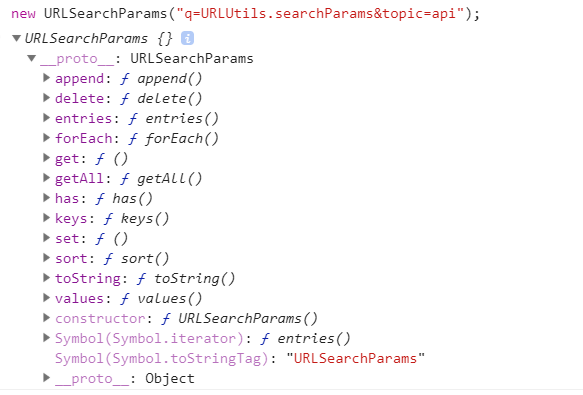 new URLSearchParams("q=URLUtils.searchParams&topic=api");
▼URLSearchParams {} i
▼__proto__: URLSearchParams
▶append: ƒ append()
▶delete: ƒ delete()
▶entries: ƒ entries()
▶forEach: ƒ forEach()
▶get: ƒ ()
▶getAll: ƒ getAll()
▶has: ƒ has()
▶keys: ƒ keys()
▶set: ƒ ()
▶sort: ƒ sort()
▶toString: ƒ toString()
▶values: ƒ values()
▶constructor: ƒ URLSearchParams()
▶Symbol(Symbol.iterator): ƒ entries()
Symbol(Symbol.toStringTag): "URLSearchParams"
▶__proto__: Object